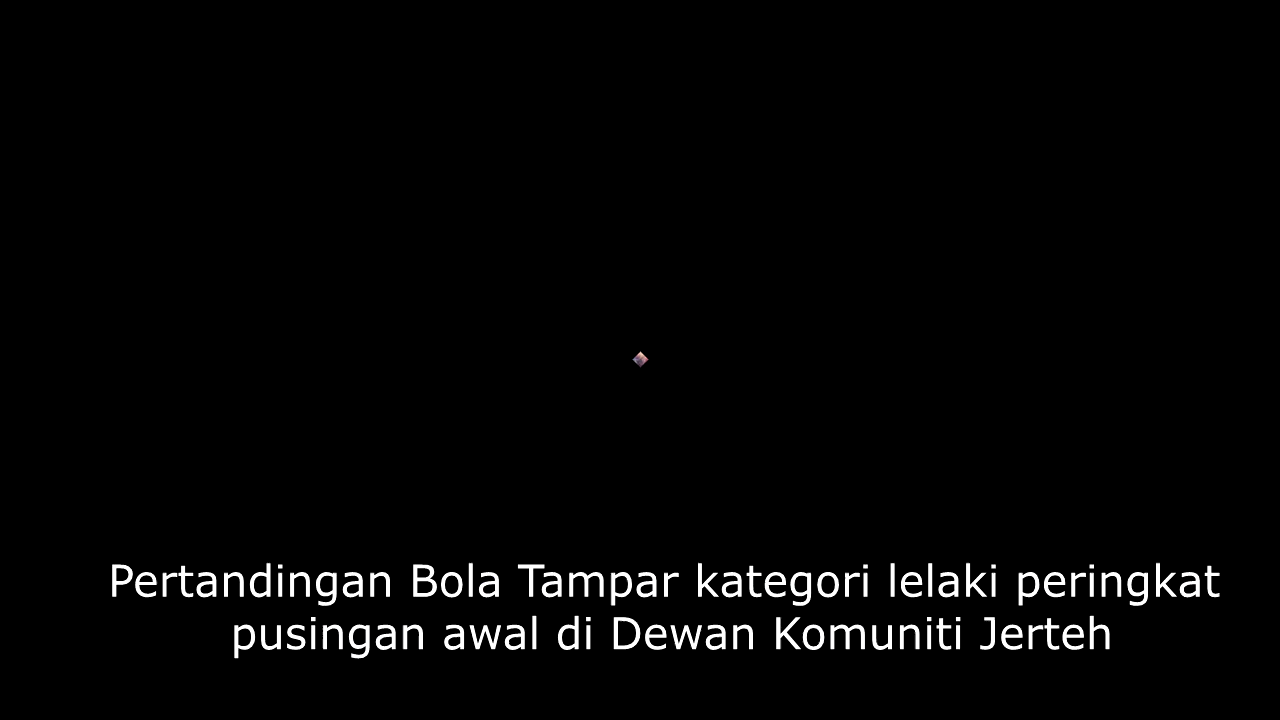 Pertandingan Bola Tampar kategori lelaki peringkat
pusingan awal di Dewan Komuniti Jerteh